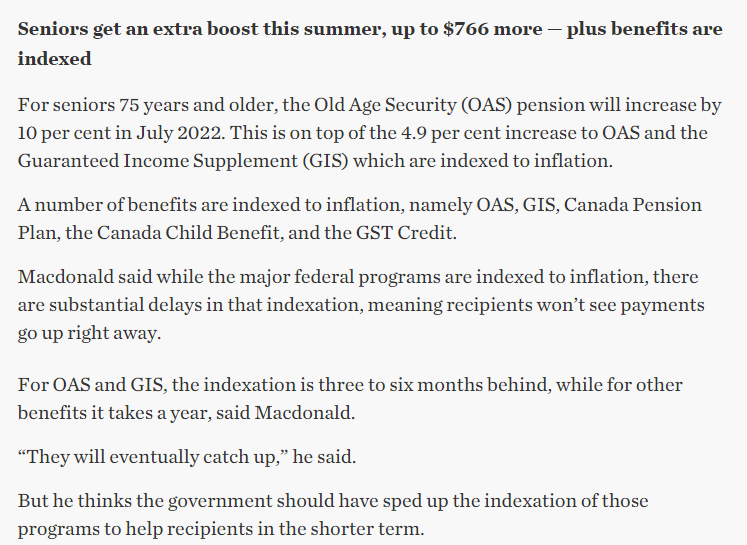 Seniors get an extra boost this summer, up to $766 more — plus benefits are
indexed
For seniors 75 years and older, the Old Age Security (OAS) pension will increase by
10 per cent in July 2022. This is on top of the 4.9 per cent increase to OAS and the
Guaranteed Income Supplement (GIS) which are indexed to inflation.
A number of benefits are indexed to inflation, namely OAS, GIS, Canada Pension
Plan, the Canada Child Benefit, and the GST Credit.
Macdonald said while the major federal programs are indexed to inflation, there
are substantial delays in that indexation, meaning recipients won’t see payments
go up right away.
For OAS and GIS, the indexation is three to six months behind, while for other
benefits it takes a year, said Macdonald.
“They will eventually catch up,” he said.
But he thinks the government should have sped up the indexation of those
programs to help recipients in the shorter term.